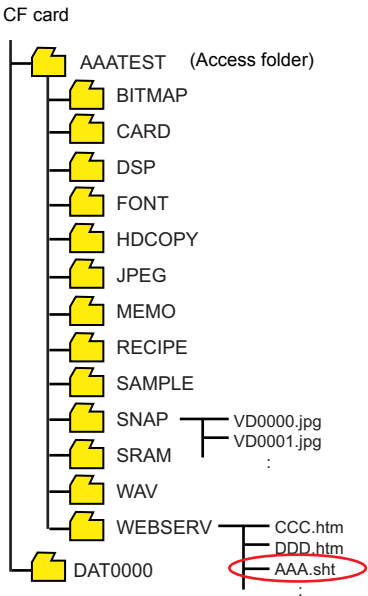 CF card
AAATEST (Access folder)
BITMAP
CARD
DSP
FONT
HDCOPY
JPEG
MEMO
RECIPE
SAMPLE
SNAP VD0000.jpg
VD0001.jpg
:
SRAM
WAV
WEBSERV CCC.htm
DDD.htm
DAT0000 AAA.sht
: